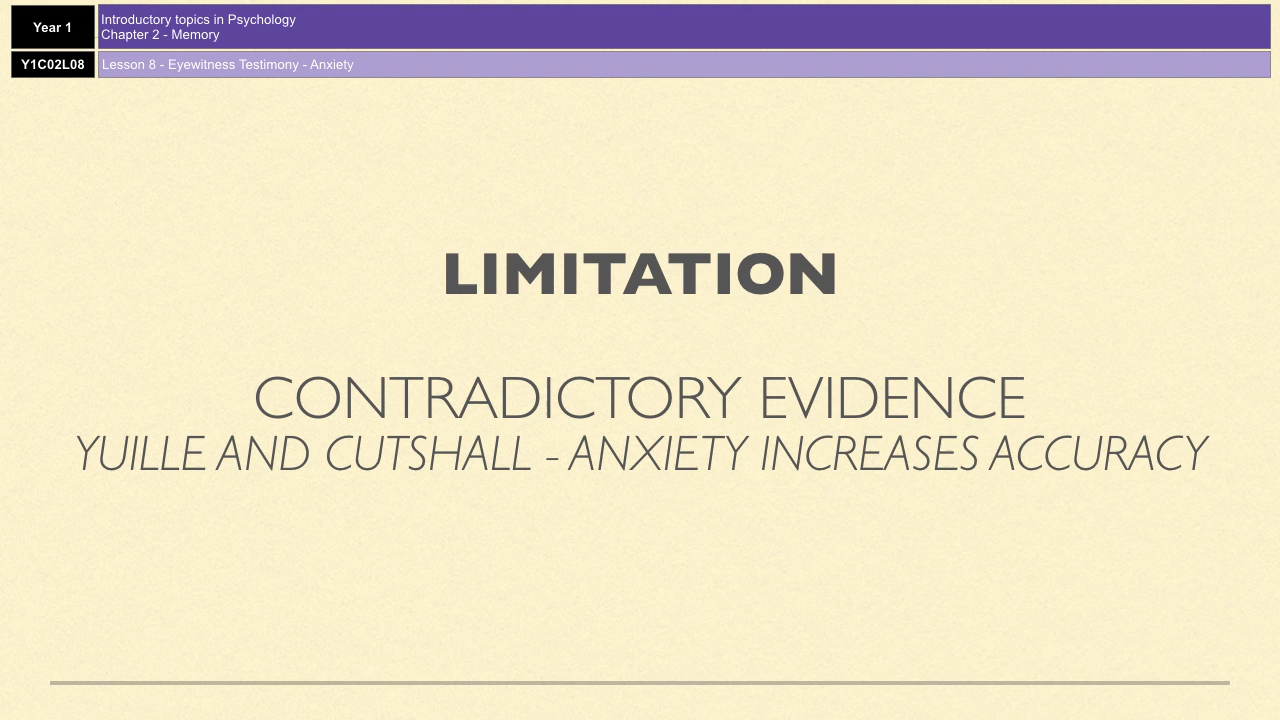 Year 1
Introductory topics in Psychology
Chapter 2 - Memory
Y1C02L08
Lesson 8 - Eyewitness Testimony - Anxiety
LIMITATION
CONTRADICTORY EVIDENCE
YUILLE AND CUTSHALL - ANXIETY INCREASES ACCURACY